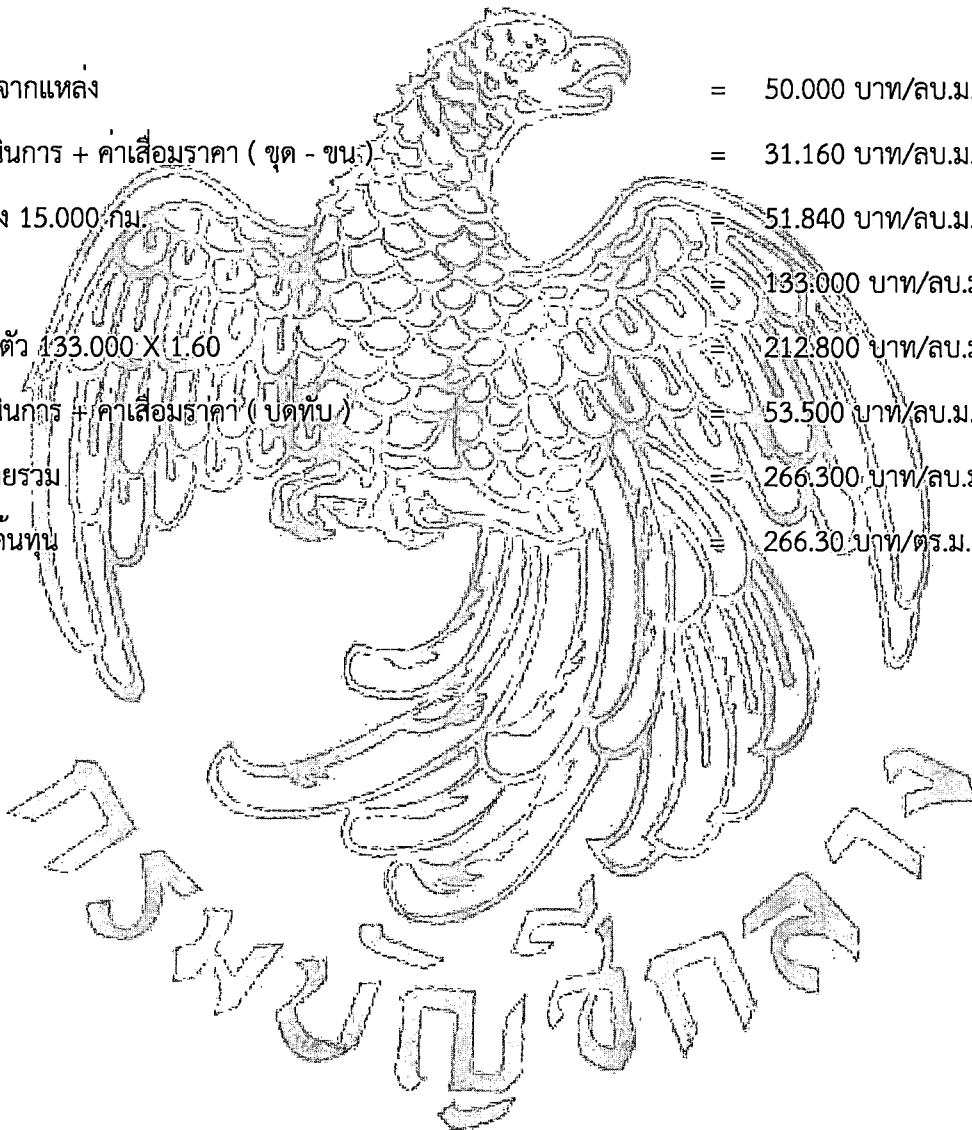 จากแหล่ง = 50.000 บาท/ลบ.ม.
นินการ + ค่าเสื่อมราคา ( ขุด - ขน ) = 31.160 บาท/ลบ.ม.
ง 15.000 กม. = 51.840 บาท/ลบ.ม.
= 133.000 บาท/ลบ.
ตัว 133.000 X 1.60 = 212.800 บาท/ลบ.
นินการ + ค่าเสื่อมราคา ( บดทับ ) = 53.500 บาท/ลบ.ม.
ยรวม = 266.300 บาท/ลบ.
ต้นทุน = 266.30 บาท/ตร.ม.
กรมบัญชีกลาง